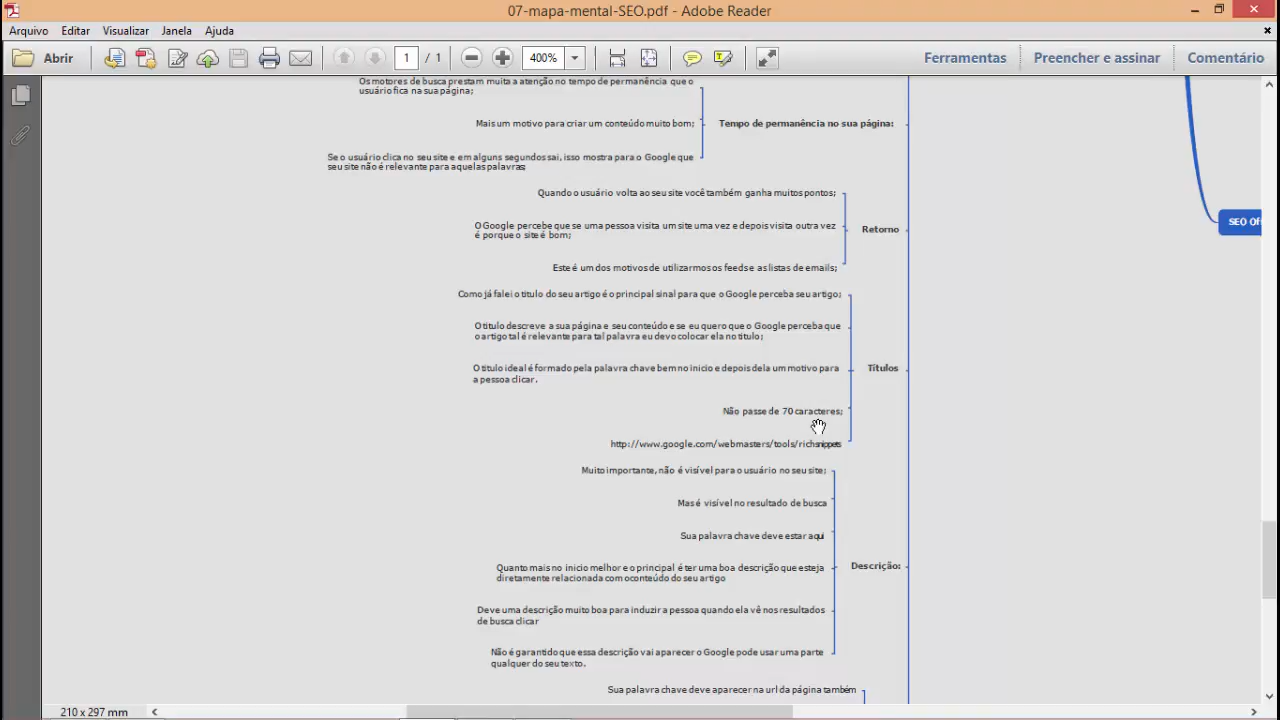 07-mapa-mental-SEO.pdf - Adobe Reader
Arquivo Editar Visualizar Janela Ajuda
Abrir 1 / 1 400% Ferramentas Preencher e assinar Comentário
Os motores de busca prestam muita a atenção no tempo de permanência que o
usuário fica na sua página;
Mais um motivo para criar um conteúdo muito bom;
Tempo de permanência no sua página:
Se o usuário clica no seu site e em alguns segundos sai, isso mostra para o Google que
seu site não é relevante para aquelas palavras;
Quando o usuário volta ao seu site você também ganha muitos pontos;
O Google percebe que se uma pessoa visita um site uma vez e depois visita outra vez
é porque o site é bom;
Retorno
SEO Of
Este é um dos motivos de utilizarmos os feeds e as listas de emails;
Como já falei o titulo do seu artigo é o principal sinal para que o Google perceba seu artigo;
O titulo descreve a sua página e seu conteúdo e se eu quero que o Google perceba que
o artigo tal é relevante para tal palavra eu devo colocar ela no titulo;
O titulo ideal é formado pela palavra chave bem no inicio e depois dela um motivo para
a pessoa clicar.
Títulos
Não passe de 70 caracteres;
http://www.google.com/webmasters/tools/richsnippets
Muito importante, não é visível para o usuário no seu site;
Mas é visível no resultado de busca
Sua palavra chave deve estar aqui
Quanto mais no inicio melhor e o principal é ter uma boa descrição que esteja
diretamente relacionada com o conteúdo do seu artigo
Descrição:
Deve uma descrição muito boa para induzir a pessoa quando ela vê nos resultados
de busca clicar
Não é garantido que essa descrição vai aparecer o Google pode usar uma parte
qualquer do seu texto.
Sua palavra chave deve aparecer na url da página também
210 x 297 mm